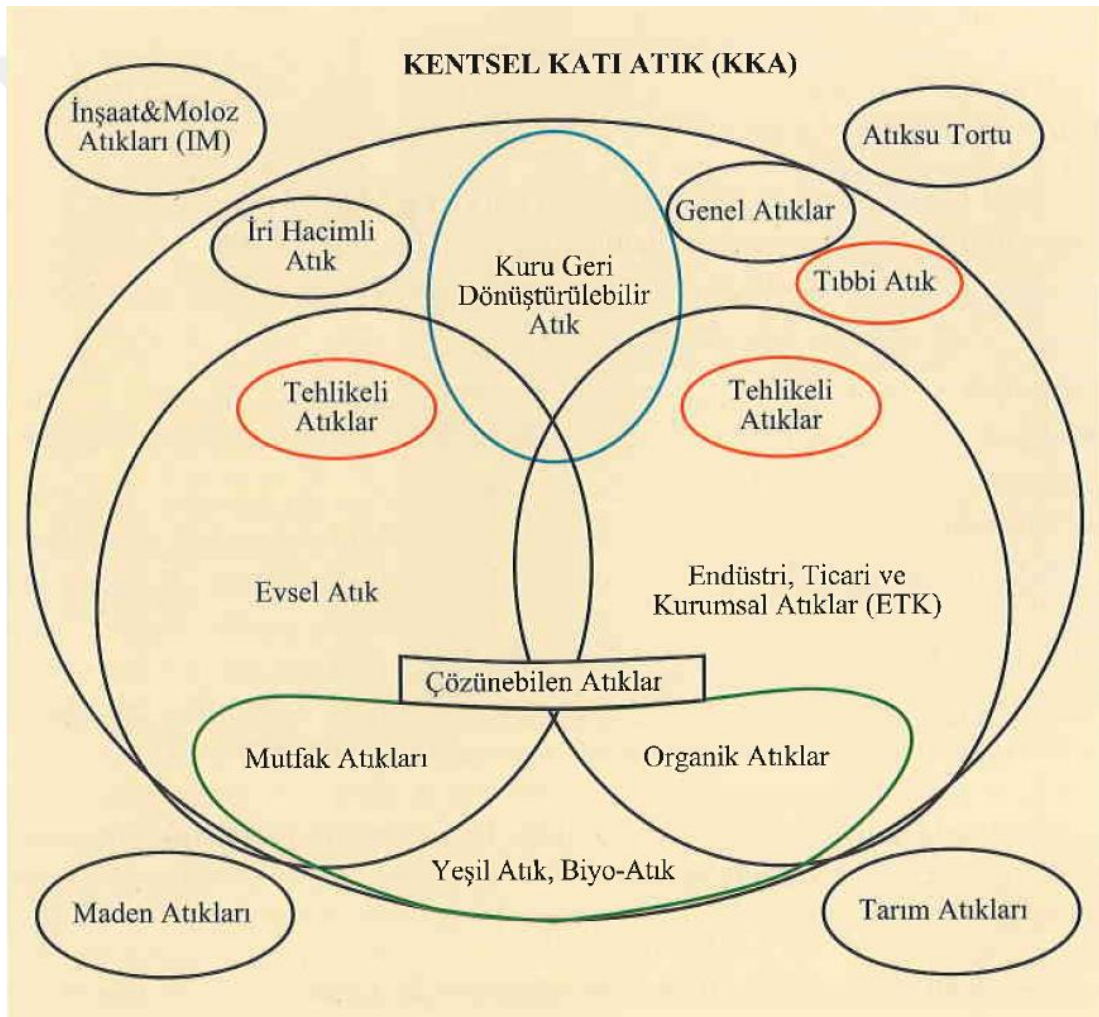 KENTSEL KATI ATIK (KKA)
İnşaat&Moloz
Atıkları (IM)
Atıksu Tortu
Genel Atıklar
İri Hacimli
Atık
Kuru Geri
Dönüştürülebilir
Atık
Tıbbi Atık
Tehlikeli
Atıklar
Tehlikeli
Atıklar
Evsel Atık
Endüstri, Ticari ve
Kurumsal Atıklar (ETK)
Çözünebilen Atıklar
Mutfak Atıkları
Organik Atıklar
Yeşil Atık, Biyo-Atık
Maden Atıkları
Tarım Atıkları